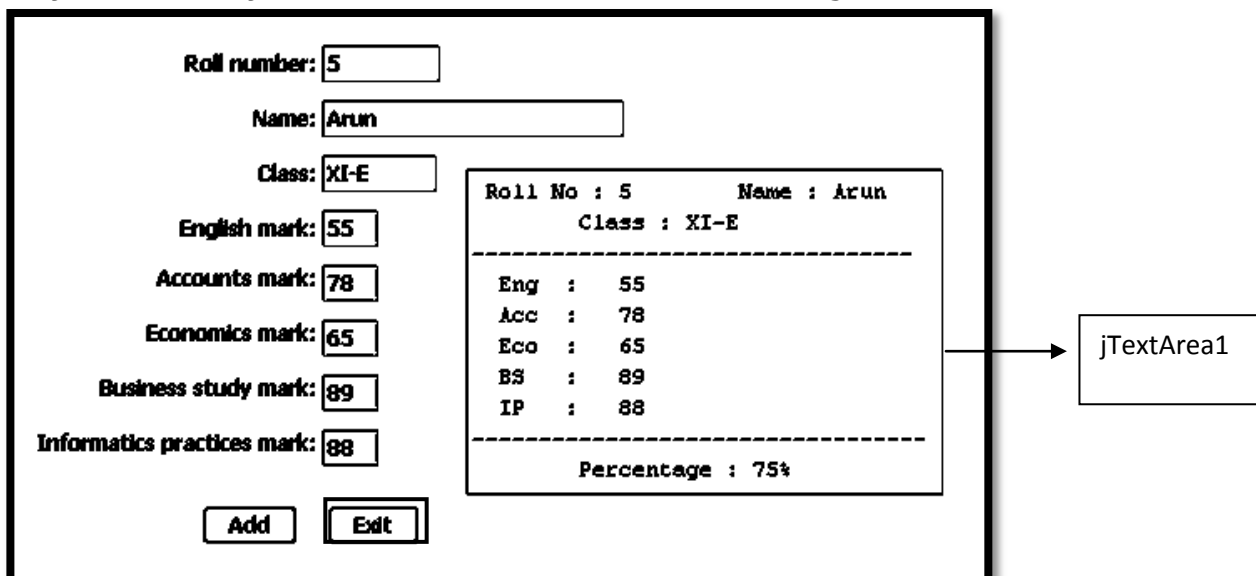 Roll number: 5
Name: Arun
Class: XI-E
English mark: 55
Accounts mark: 78
Economics mark: 65
Business study mark: 89
Informatics practices mark: 88
Add Exit
Roll No : 5 Name : Arun
Class : XI-E
----------------------------------
Eng : 55
Acc : 78
Eco : 65
BS : 89
IP : 88
-----------------------------------
Percentage : 75%
jTextArea1